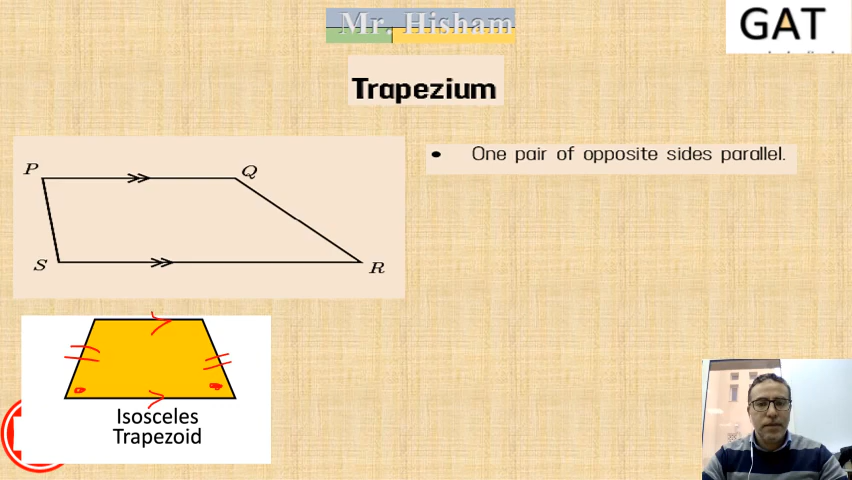 Mr. Hisham
GAT
Trapezium
• One pair of opposite sides parallel.
P
Q
S
R
Isosceles
Trapezoid